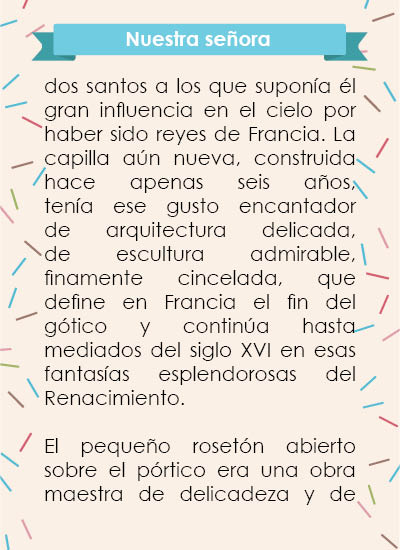 Nuestra señora
dos santos a los que suponía él
gran influencia en el cielo por
haber sido reyes de Francia. La
capilla aún nueva, construida
hace apenas seis años,
tenía ese gusto encantador
de arquitectura delicada,
de escultura admirable,
finamente cincelada, que
define en Francia el fin del
gótico y continúa hasta
mediados del siglo XVI en esas
fantasías esplendorosas del
Renacimiento.
El pequeño rosetón abierto
sobre el pórtico era una obra
maestra de delicadeza y de